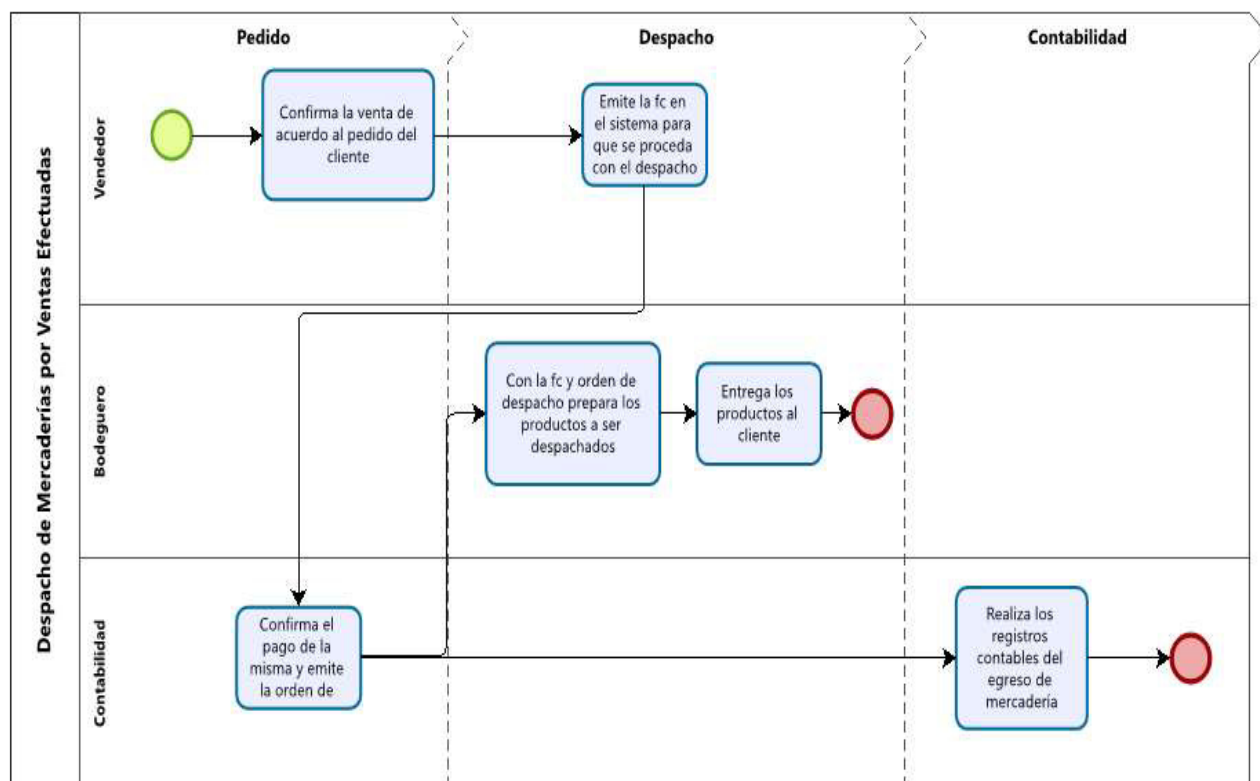 Despacho de Mercaderías por Ventas Efectuadas
Pedido
Despacho
Contabilidad
Vendedor
Confirma la venta de
acuerdo al pedido del
cliente
Emite la fc en
el sistema para
que se proceda
con el despacho
Bodeguero
Con la fc y orden de
despacho prepara los
productos a ser
despachados
Entrega los
productos al
cliente
Contabilidad
Confirma el
pago de la
misma y emite
la orden de
Realiza los
registros
contables del
egreso de
mercadería